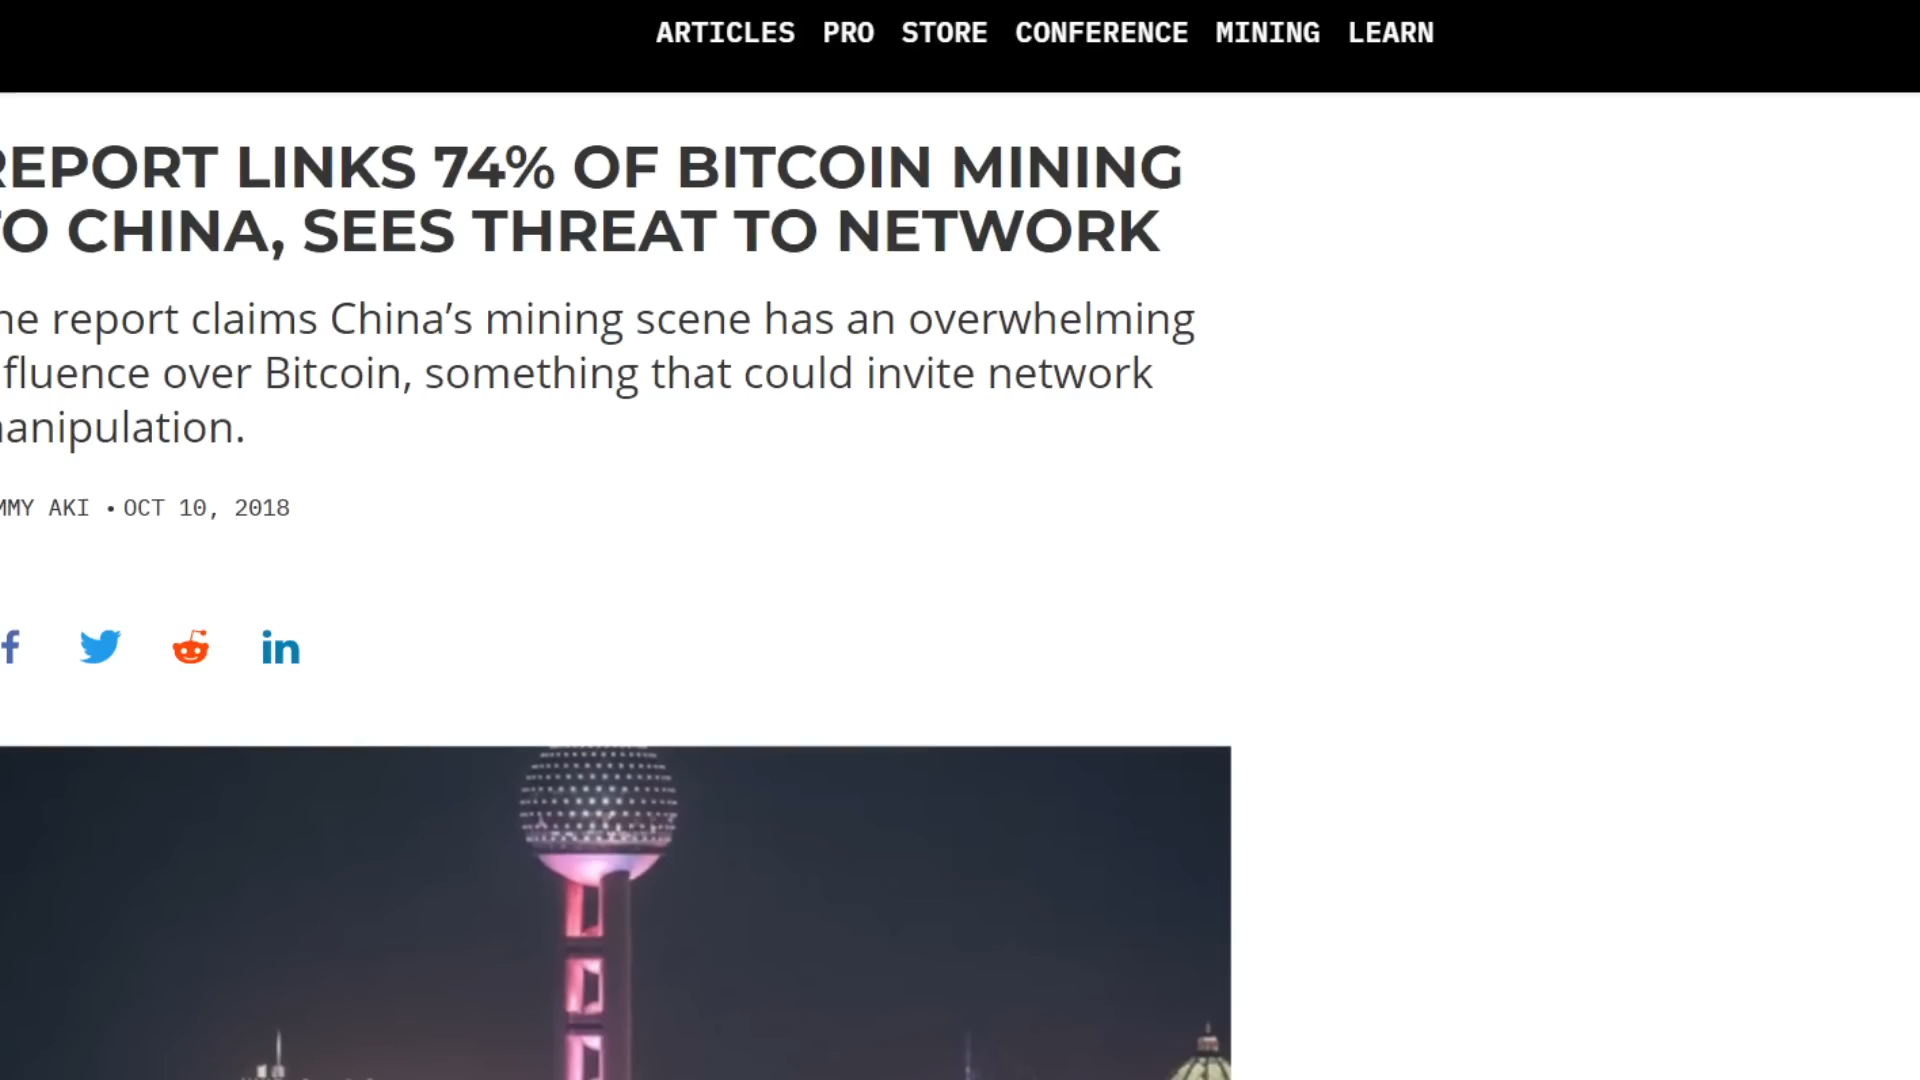 ARTICLES PRO STORE CONFERENCE MINING LEARN
REPORT LINKS 74% OF BITCOIN MINING
TO CHINA, SEES THREAT TO NETWORK
he report claims China’s mining scene has an overwhelming
fluence over Bitcoin, something that could invite network
anipulation.
MMY AKI • OCT 10, 2018